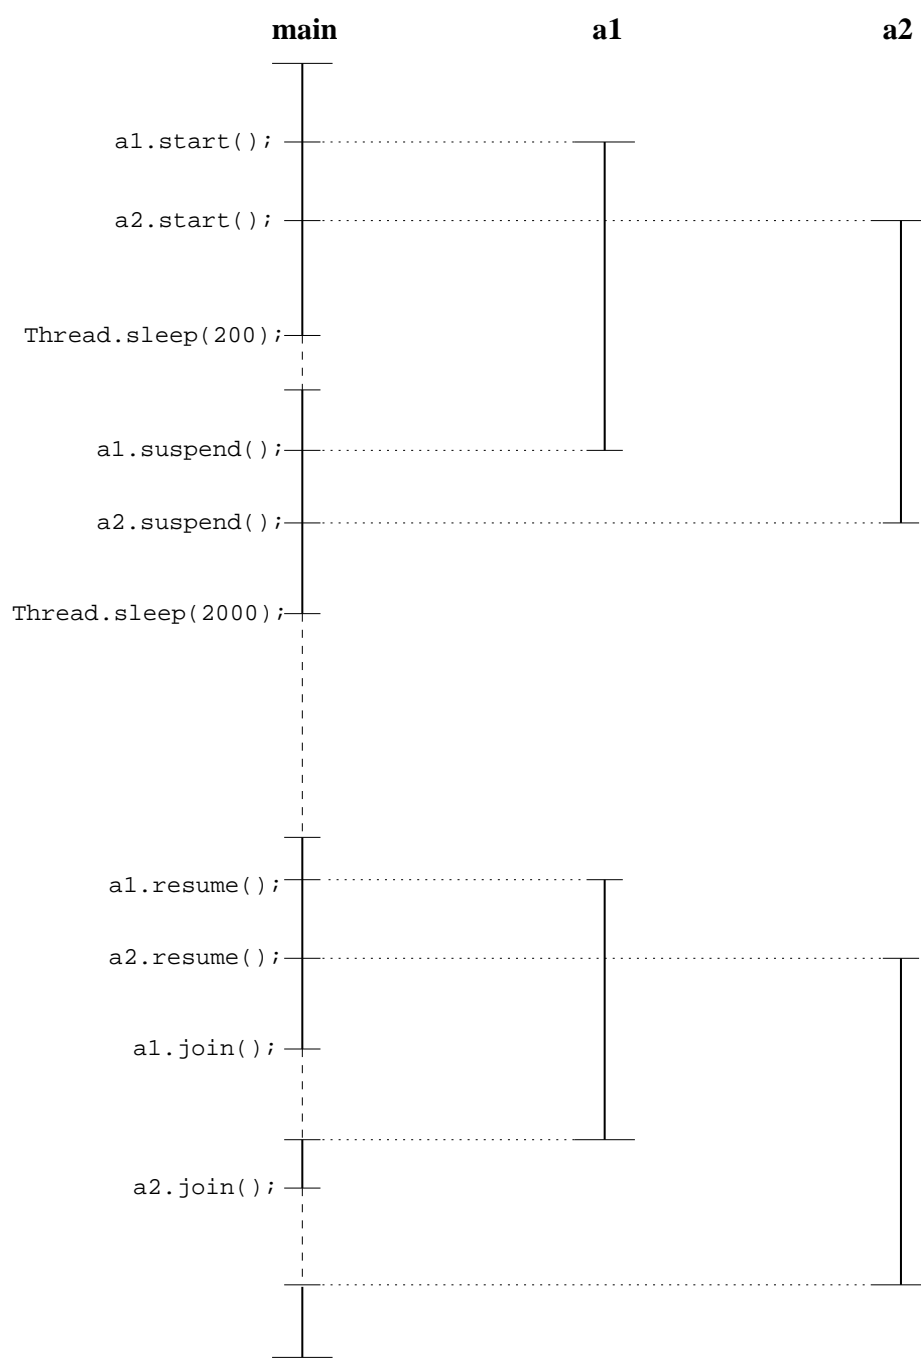 main a1 a2
a1.start();
a2.start();
Thread.sleep(200);
a1.suspend();
a2.suspend();
Thread.sleep(2000);
a1.resume();
a2.resume();
a1.join();
a2.join();